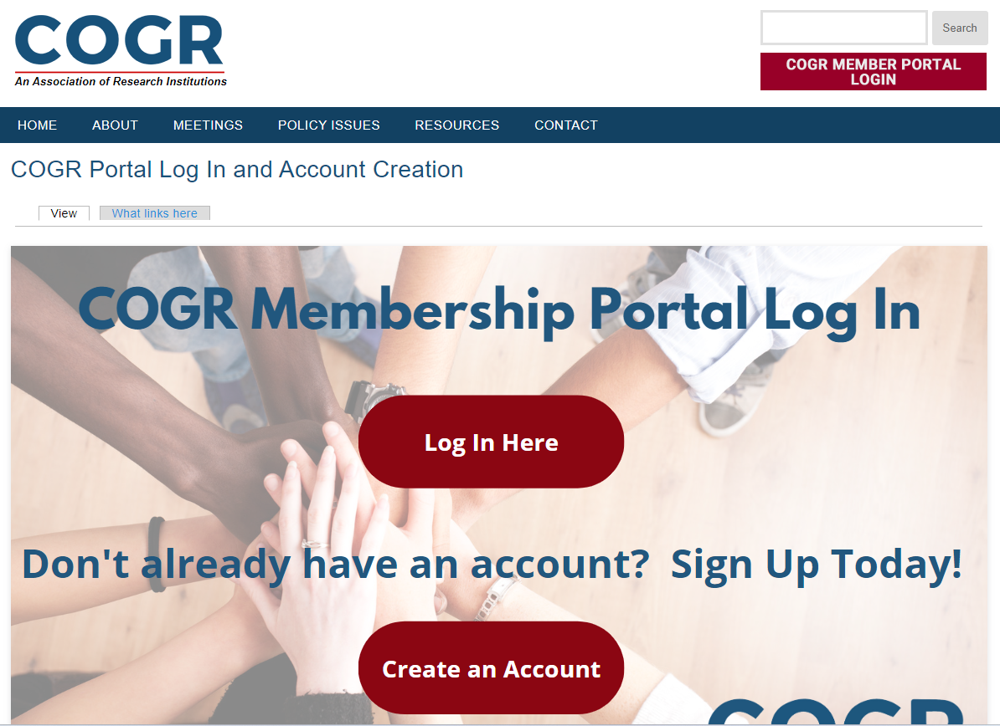 COGR
An Association of Research Institutions
Search
COGR MEMBER PORTAL
LOGIN
HOME ABOUT MEETINGS POLICY ISSUES RESOURCES CONTACT
COGR Portal Log In and Account Creation
View What links here
COGR Membership Portal Log In
Log In Here
Don't already have an account? Sign Up Today!
Create an Account
COGR